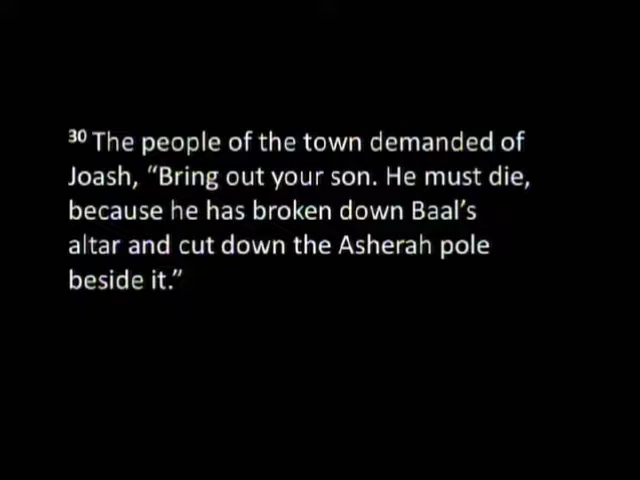 30 The people of the town demanded of
Joash, “Bring out your son. He must die,
because he has broken down Baal’s
altar and cut down the Asherah pole
beside it.”